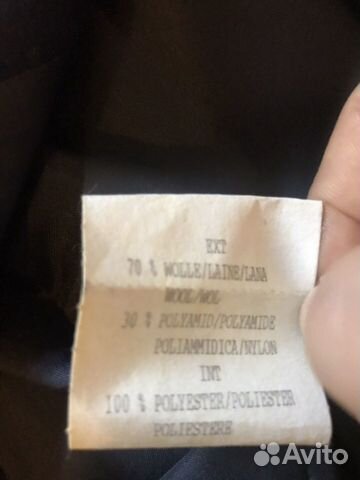 EXT
70 % WOLLE/LAINE/LANA
WOOL/WOL
30 % POLYAMID/POLYAMIDE
POLIAMMIDICA/NYLON
INT
100 % POLYESTER/POLIESTER
POLIESTERE
Avito